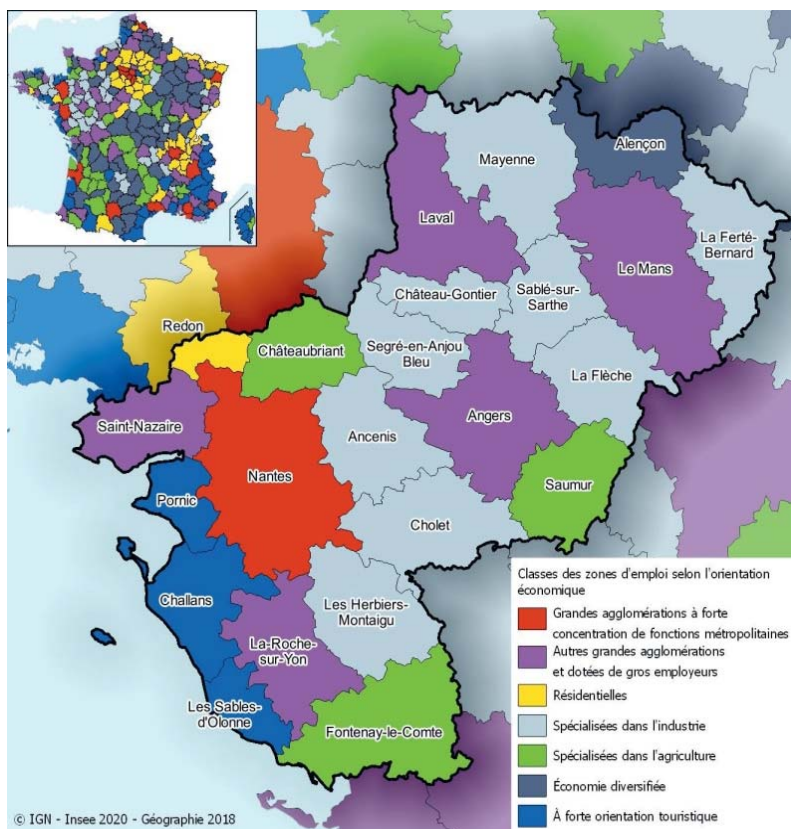 Mayenne
Alençon
Laval
La Ferté-
Bernard
Le Mans
Château-Gontier
Sablé-sur-
Sarthe
Redon
Châteaubriant
Segré-en-Anjou
Bleu
La Flèche
Saint-Nazaire
Ancenis
Angers
Nantes
Saumur
Pornic
Cholet
Challans
Les Herbiers-
Montaigu
La-Roche-
sur-Yon
Les Sables-
d'Olonne
Fontenay-le-Comte
Classes des zones d'emploi selon l'orientation
économique
Grandes agglomérations à forte
concentration de fonctions métropolitaines
Autres grandes agglomérations
et dotées de gros employeurs
Résidentielles
Spécialisées dans l'industrie
Spécialisées dans l'agriculture
Économie diversifiée
À forte orientation touristique
© IGN - Insee 2020 - Géographie 2018